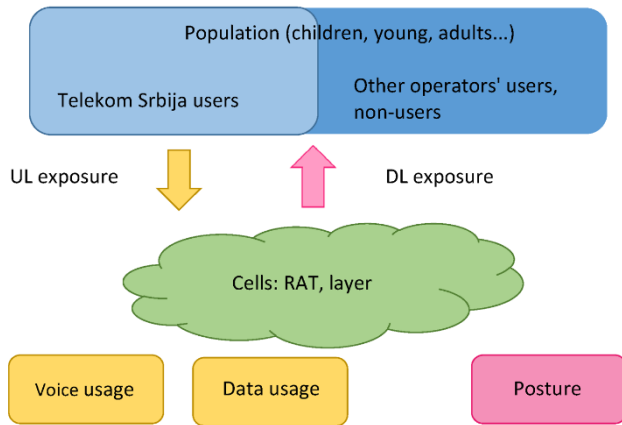 Population (children, young, adults...)
Telekom Srbija users
Other operators' users,
non-users
UL exposure
DL exposure
Cells: RAT, layer
Voice usage
Data usage
Posture